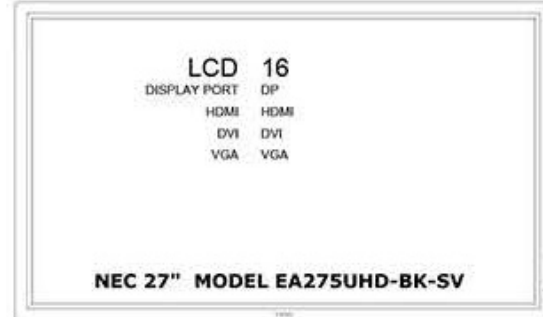 LCD 16
DISPLAY PORT DP
HDMI HDMI
DVI DVI
VGA VGA
NEC 27" MODEL EA275UHD-BK-SV